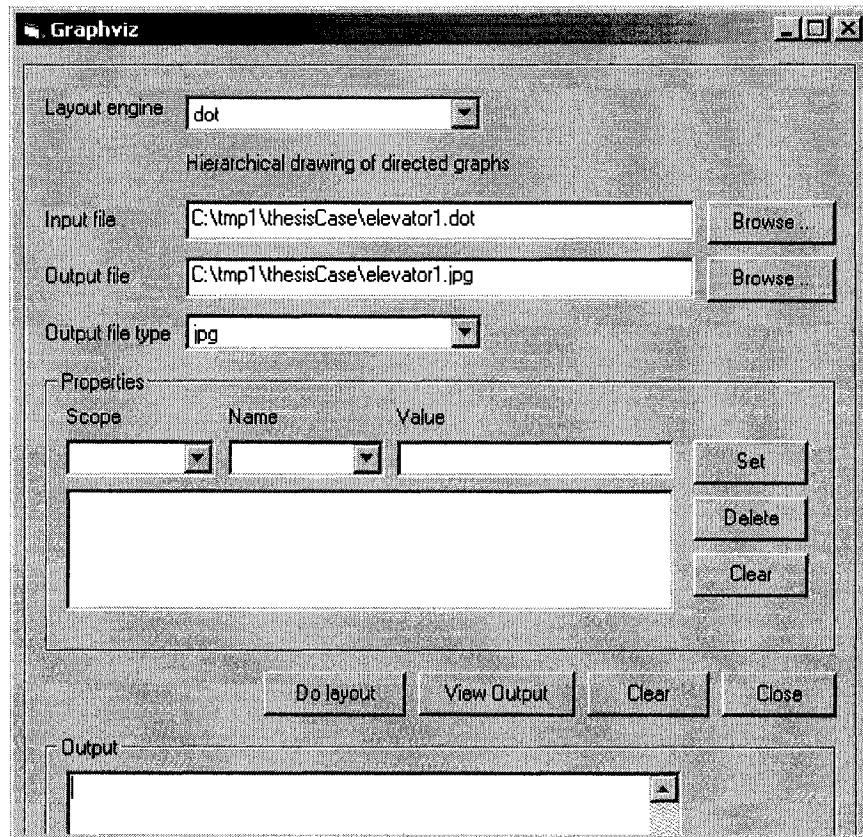 Graphviz
Layout engine dot
Hierarchical drawing of directed graphs
Input file C:\tmp1\thesisCase\elevator1.dot Browse ...
Output file C:\tmp1\thesisCase\elevator1.jpg Browse ...
Output file type jpg
Properties
Scope Name Value
Set
Delete
Clear
Do layout View Output Clear Close
Output